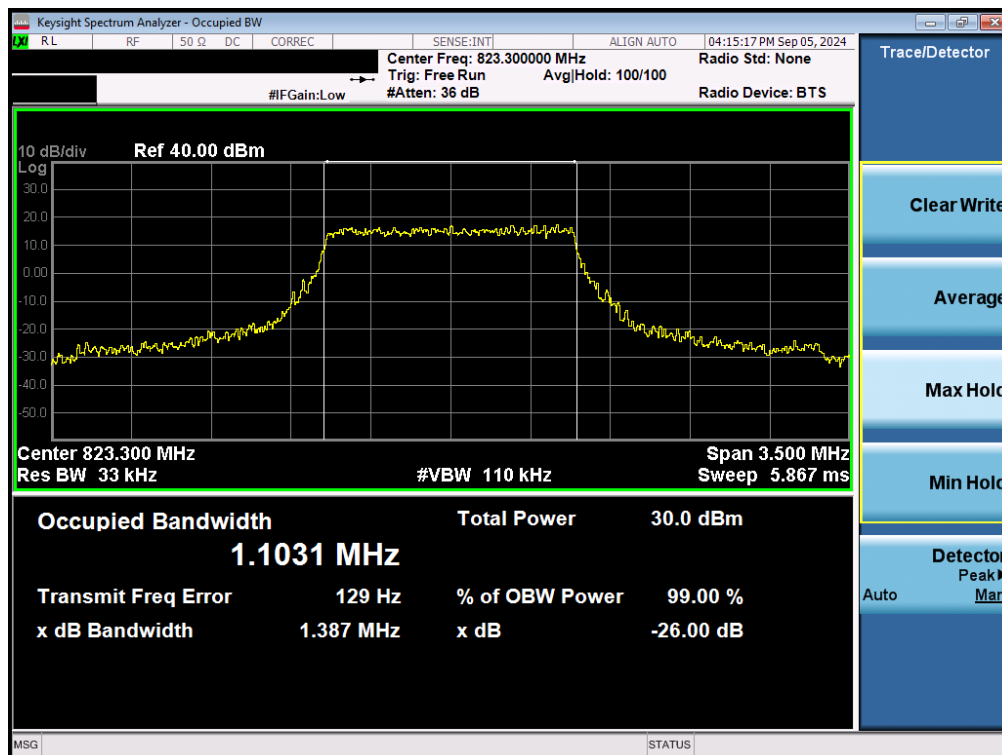 Keysight Spectrum Analyzer - Occupied BW
LXI RL RF 50 Ω DC CORREC SENSE:INT ALIGN AUTO 04:15:17 PM Sep 05, 2024
Center Freq: 823.300000 MHz Radio Std: None
Trig: Free Run Avg|Hold: 100/100
#IFGain:Low #Atten: 36 dB Radio Device: BTS
10 dB/div Ref 40.00 dBm
Log
30.0
20.0
10.0
0.00
-10.0
-20.0
-30.0
-40.0
-50.0
Center 823.300 MHz Span 3.500 MHz
Res BW 33 kHz #VBW 110 kHz Sweep 5.867 ms
Occupied Bandwidth Total Power 30.0 dBm
1.1031 MHz
Transmit Freq Error 129 Hz % of OBW Power 99.00 %
x dB Bandwidth 1.387 MHz x dB -26.00 dB
MSG STATUS
Trace/Detector
Clear Write
Average
Max Hold
Min Hold
Detector
Peak
Auto Man